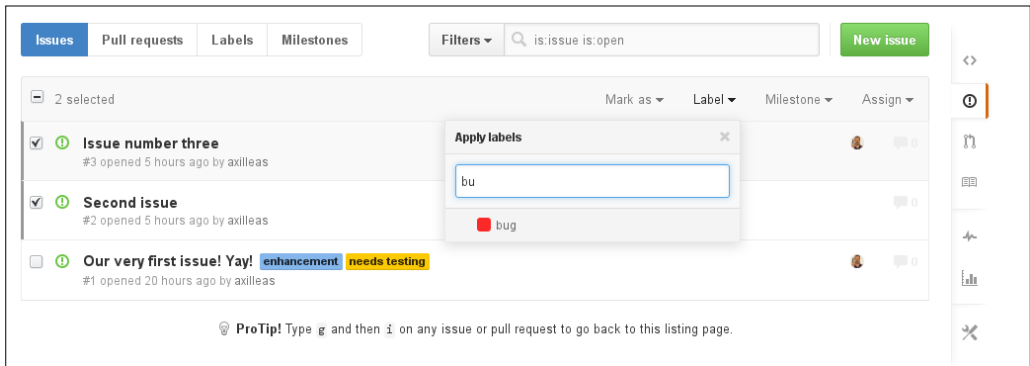 Issues Pull requests Labels Milestones Filters is:issue is:open New issue
2 selected Mark as Label Milestone Assign
Issue number three
#3 opened 5 hours ago by axilleas 0
Apply labels
bu
bug
Second issue
#2 opened 5 hours ago by axilleas 0
Our very first issue! Yay! enhancement needs testing
#1 opened 20 hours ago by axilleas 0
ProTip! Type g and then i on any issue or pull request to go back to this listing page.